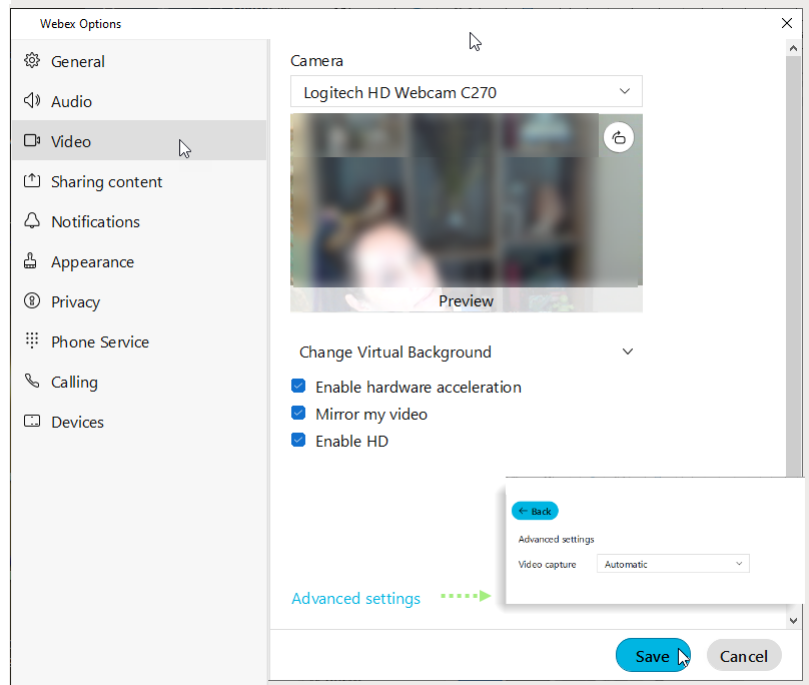 Webex Options
General
Audio
Video
Sharing content
Notifications
Appearance
Privacy
Phone Service
Calling
Devices
Camera
Logitech HD Webcam C270
Preview
Change Virtual Background
Enable hardware acceleration
Mirror my video
Enable HD
Advanced settings
← Back
Advanced settings
Video capture Automatic
Save Cancel